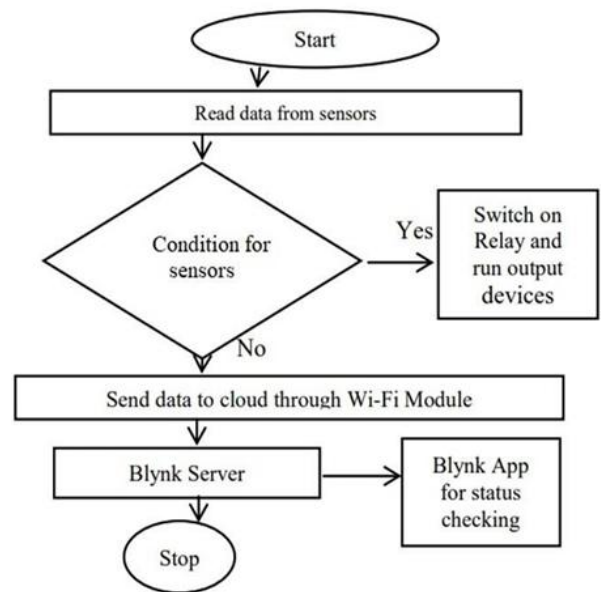 Start
Read data from sensors
Condition for
sensors
Yes
Switch on
Relay and
run output
devices
No
Send data to cloud through Wi-Fi Module
Blynk Server
Blynk App
for status
checking
Stop